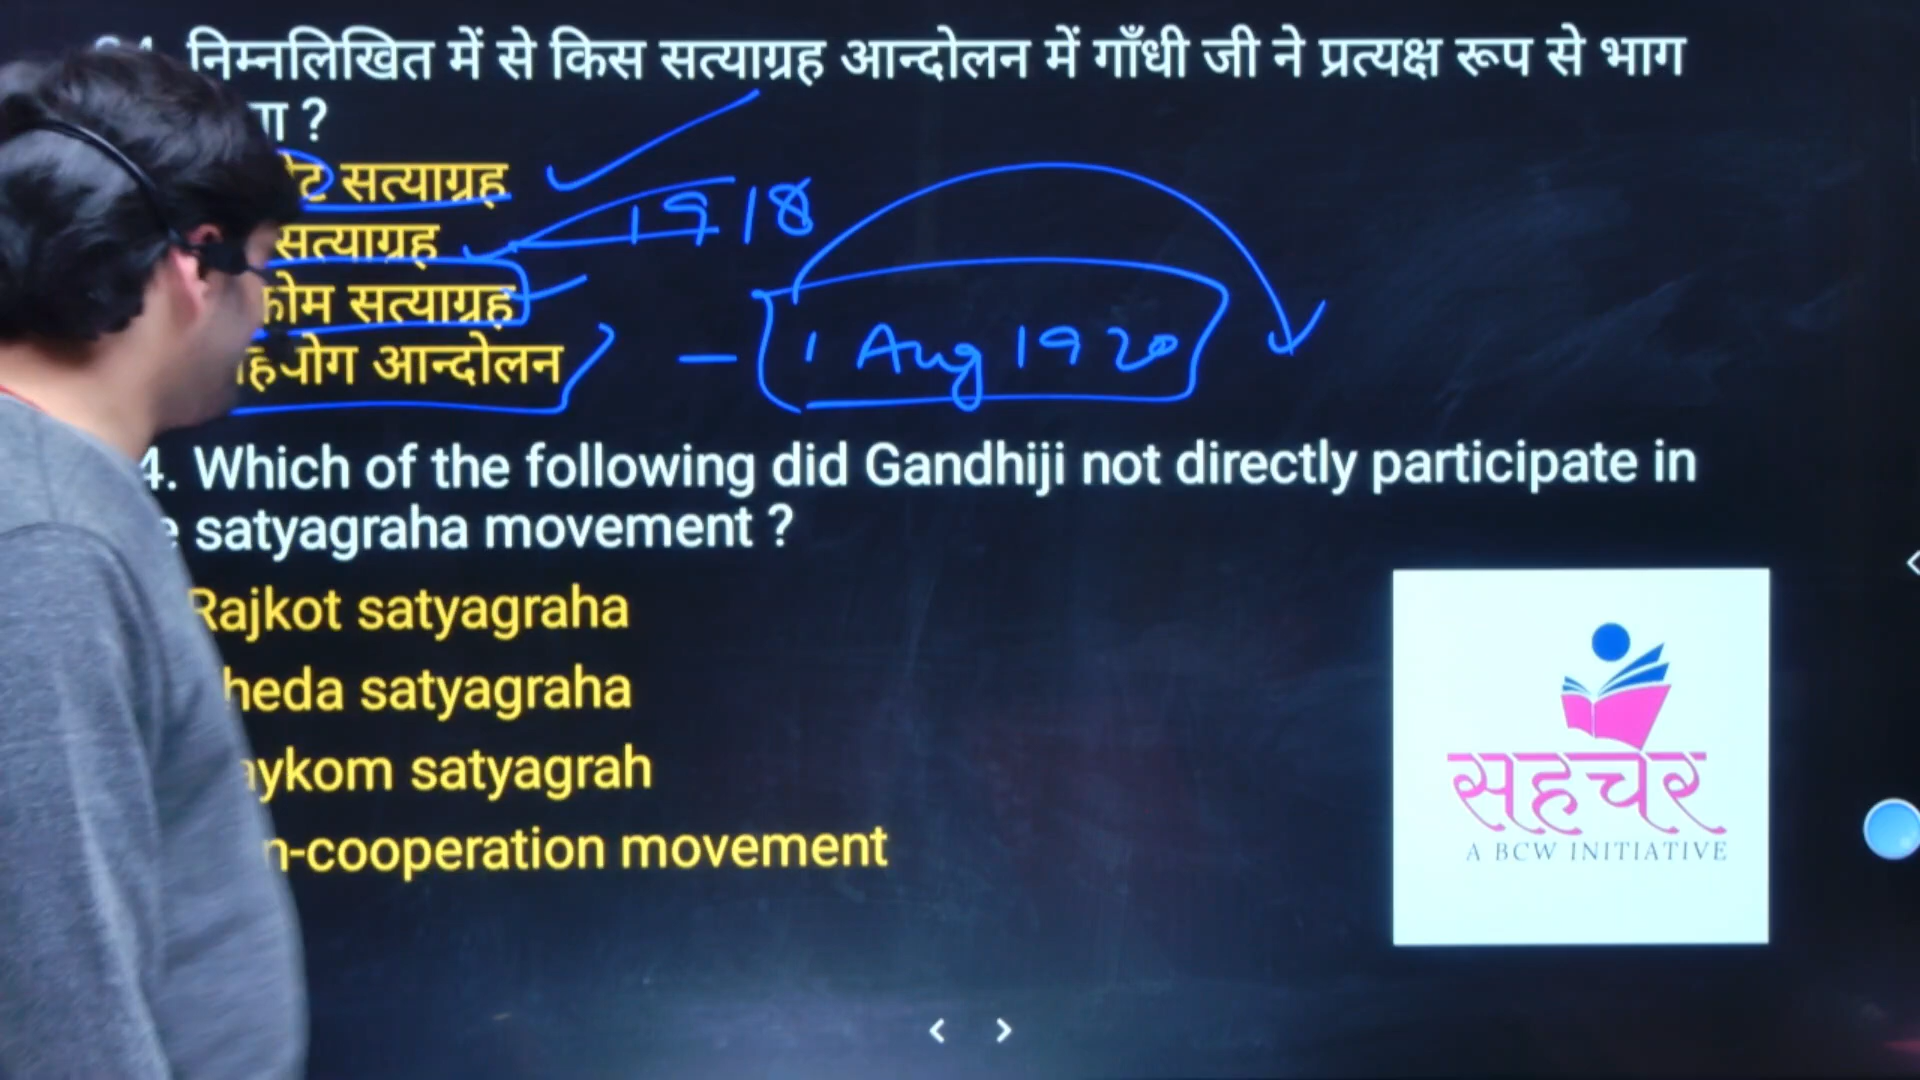 निम्नलिखित में से किस सत्याग्रह आन्दोलन में गाँधी जी ने प्रत्यक्ष रूप से भाग
?
सत्याग्रह
सत्याग्रह
1918
सत्याग्रह
आन्दोलन
- 1 Aug 1920
4. Which of the following did Gandhiji not directly participate in
satyagraha movement ?
Rajkot satyagraha
heda satyagraha
aykom satyagrah
n-cooperation movement
सहचर
A BCW INITIATIVE